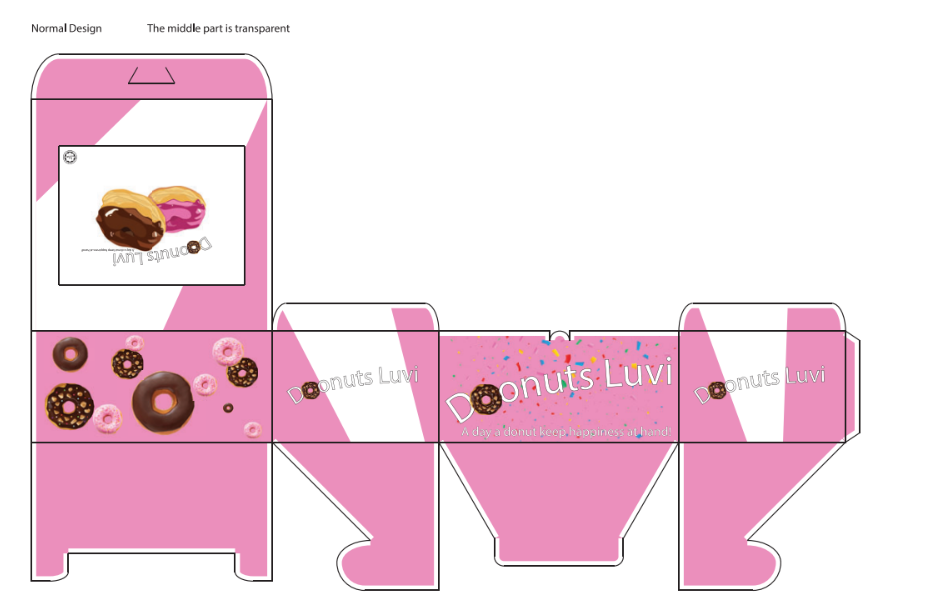 Normal Design
The middle part is transparent
Donuts Luvi
Donuts Luvi
Donuts Luvi
Donuts Luvi
A day a donut keep happiness at hand!